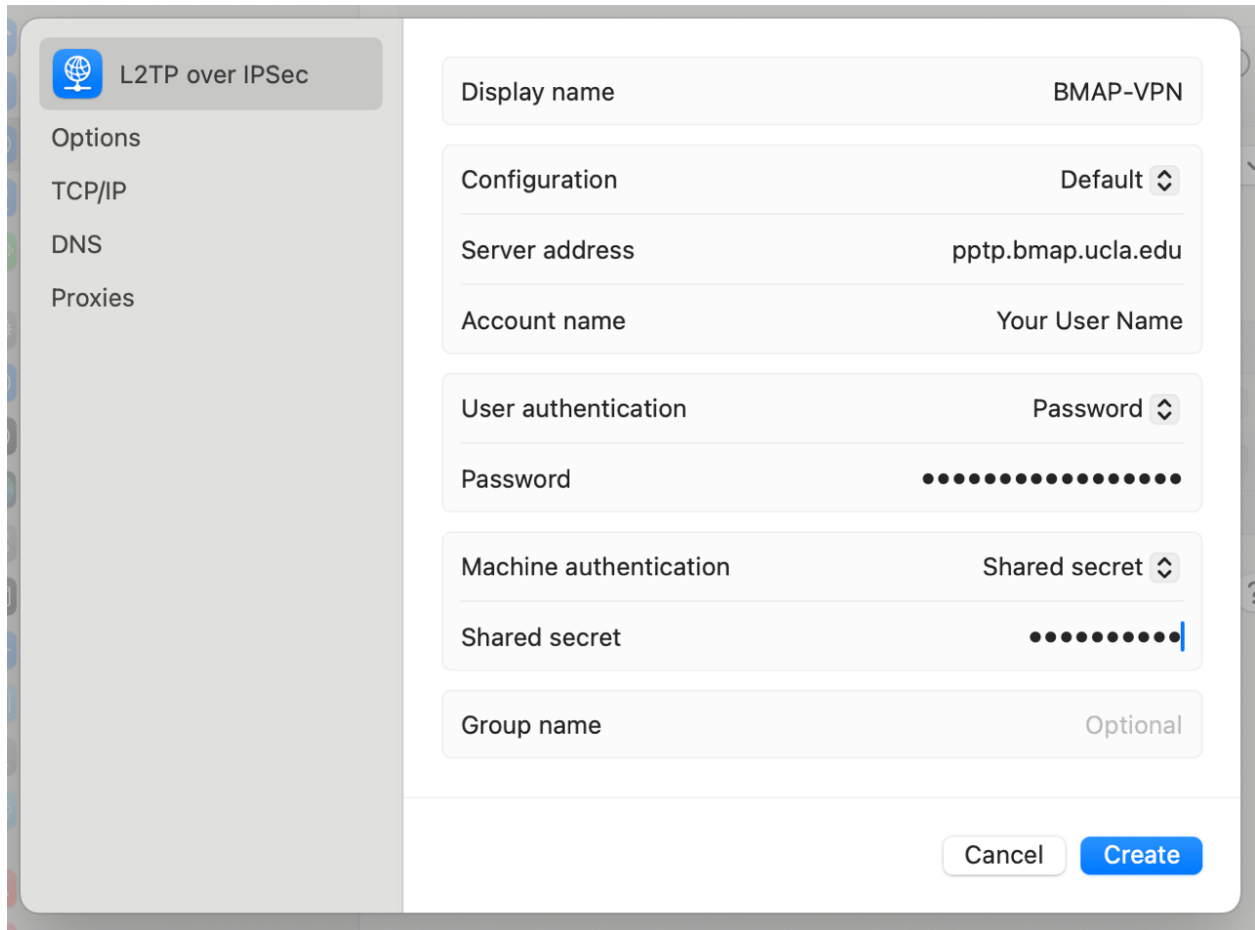 L2TP over IPSec
Options
TCP/IP
DNS
Proxies
Display name BMAP-VPN
Configuration Default
Server address pptp.bmap.ucla.edu
Account name Your User Name
User authentication Password
Password •••••••••••••••••
Machine authentication Shared secret
Shared secret ••••••••••
Group name Optional
Cancel Create
?